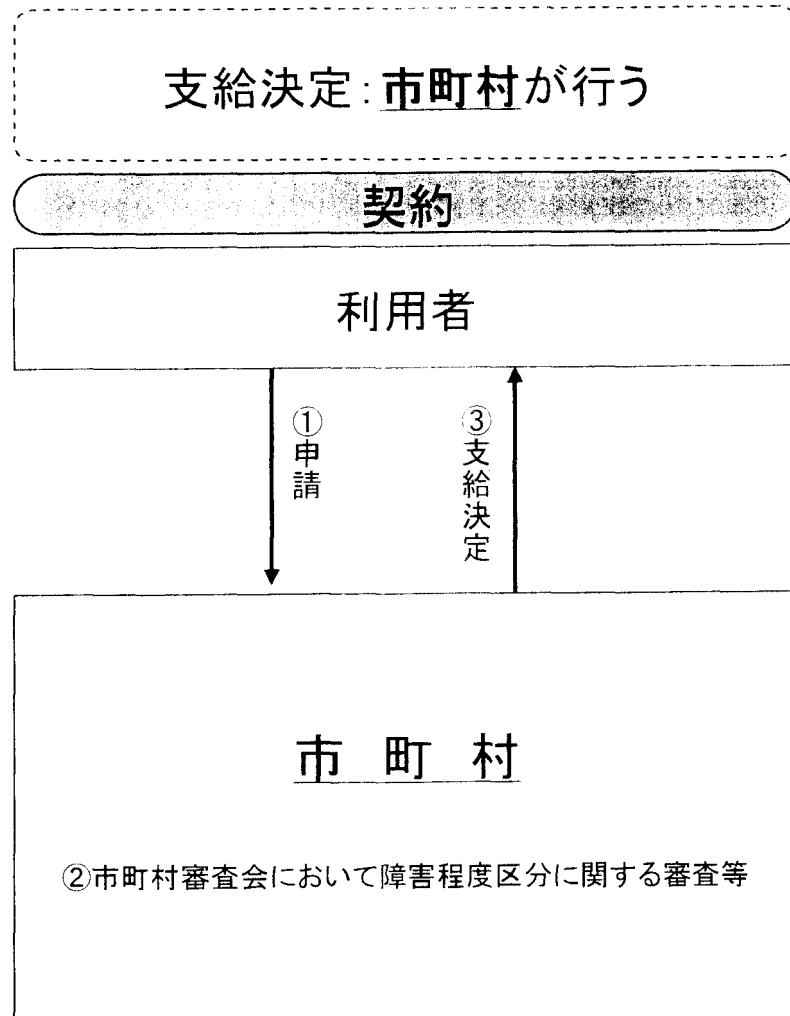 支給決定:市町村が行う
契約
利用者
①申請
③支給決定
市 町 村
②市町村審査会において障害程度区分に関する審査等